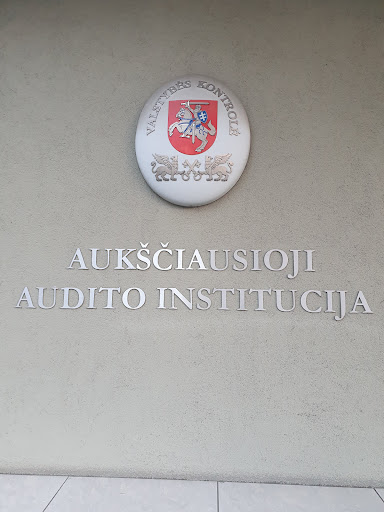 VALSTYBĖS KONTROLĖ
AUKŠČIAUSIOJI
AUDITO INSTITUCIJA